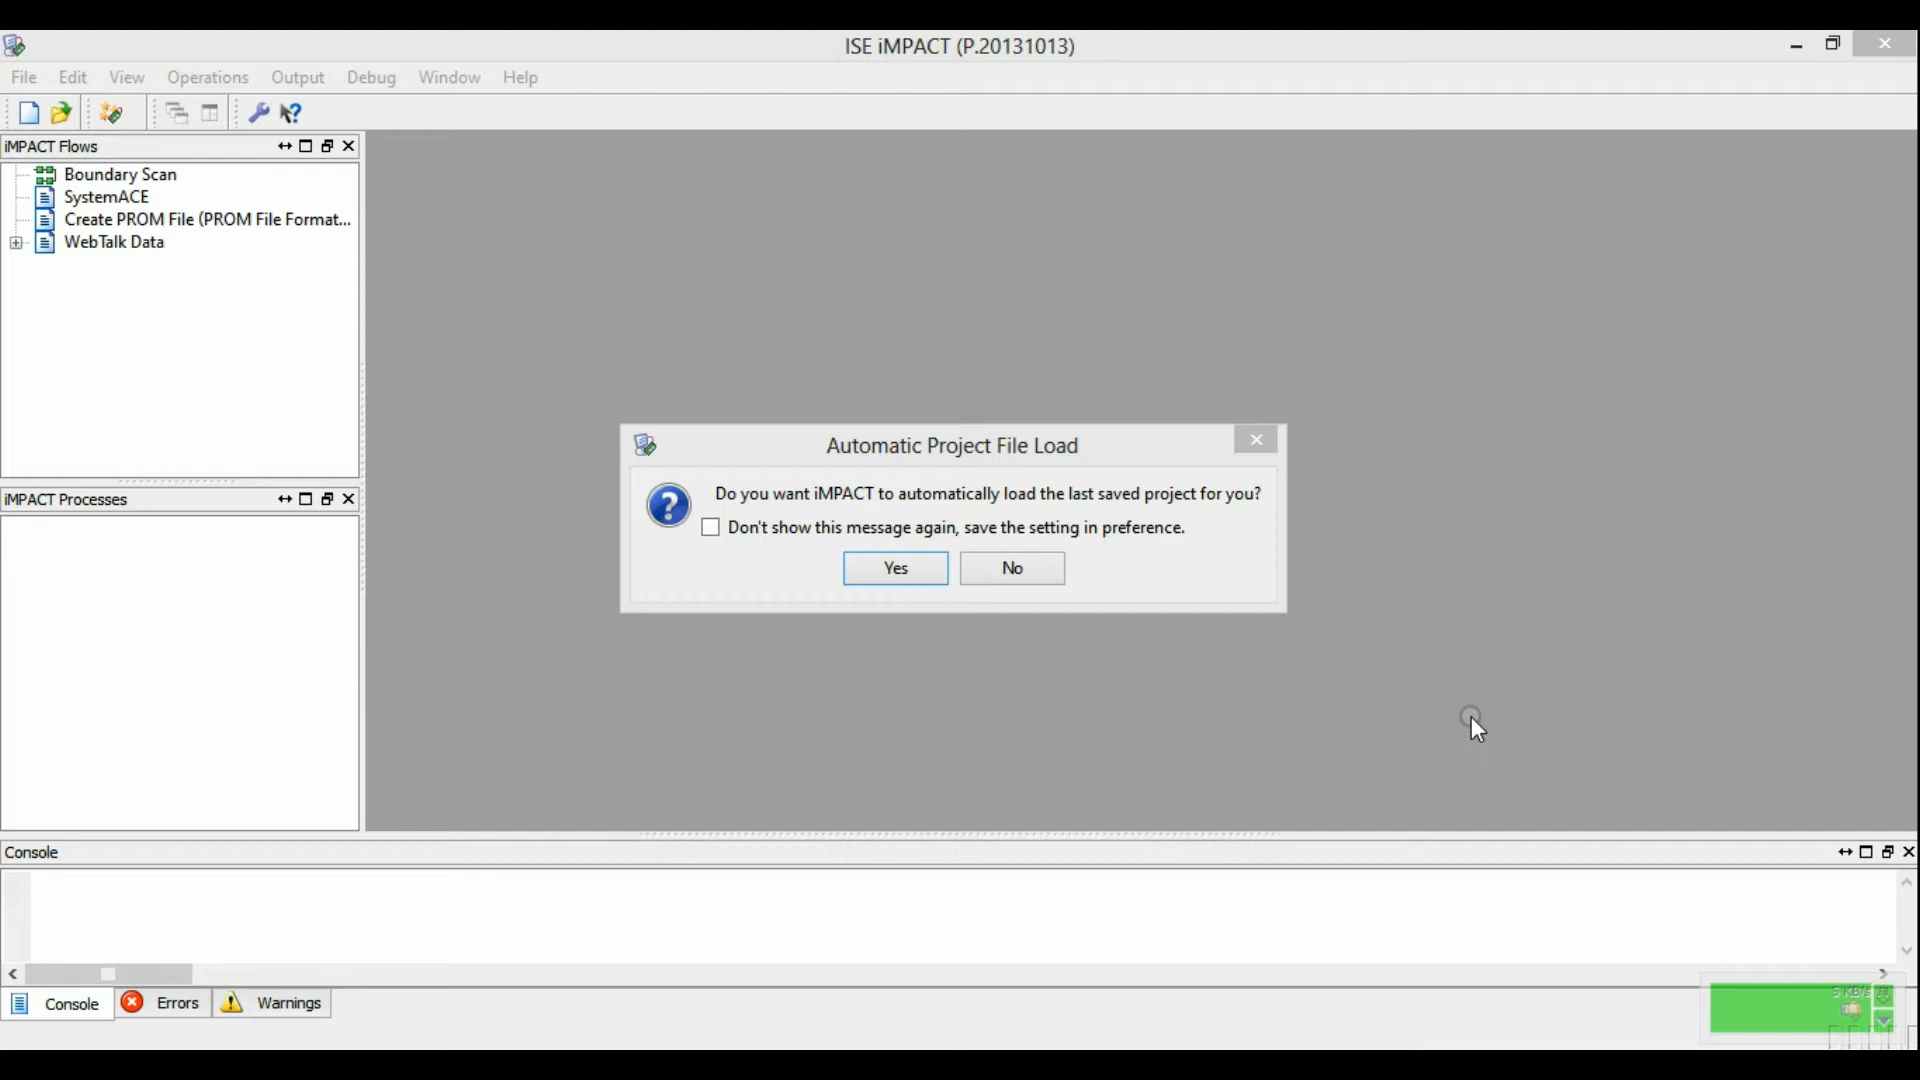 ISE iMPACT (P.20131013)
File Edit View Operations Output Debug Window Help
iMPACT Flows
Boundary Scan
SystemACE
Create PROM File (PROM File Format...
WebTalk Data
Automatic Project File Load
Do you want iMPACT to automatically load the last saved project for you?
Don't show this message again, save the setting in preference.
Yes No
iMPACT Processes
Console
Console Errors Warnings
5 KB/s